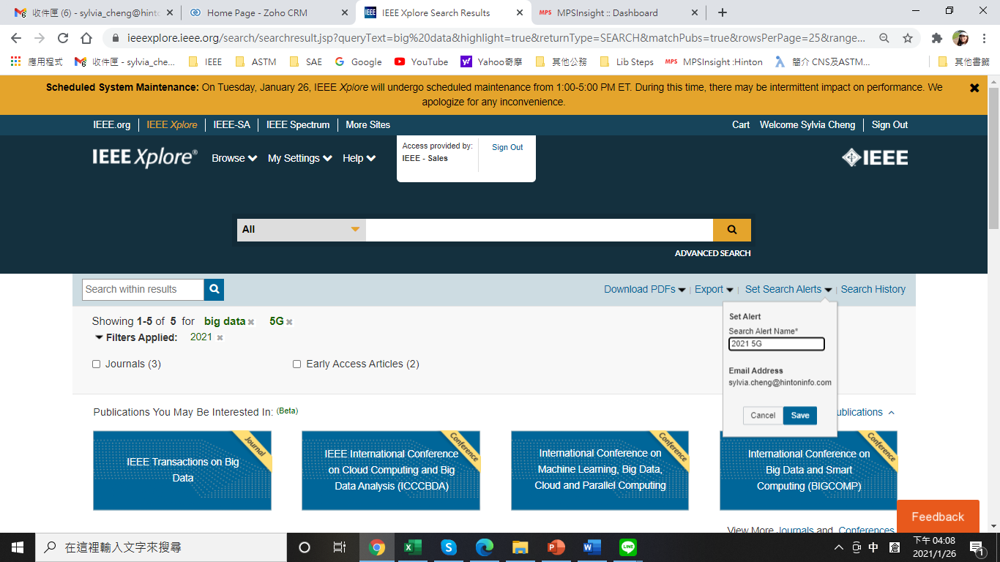 收件匣 (6) - sylvia_cheng@hint
Home Page - Zoho CRM
IEEE Xplore Search Results
MPS MPSInsight :: Dashboard
ieeexplore.ieee.org/search/searchresult.jsp?queryText=big%20data&highlight=true&returnType=SEARCH&matchPubs=true&rowsPerPage=25&range...
應用程式
收件匣 - sylvia_che...
IEEE
ASTM
SAE
Google
YouTube
Yahoo奇摩
其他公務
Lib Steps
MPS MPSInsight :Hinton
簡介 CNS及ASTM...
其他書籤
Scheduled System Maintenance: On Tuesday, January 26, IEEE Xplore will undergo scheduled maintenance from 1:00-5:00 PM ET. During this time, there may be intermittent impact on performance. We
apologize for any inconvenience.
IEEE.org | IEEE Xplore | IEEE-SA | IEEE Spectrum | More Sites
Cart Welcome Sylvia Cheng | Sign Out
IEEE Xplore®
Browse
My Settings
Help
Access provided by:
IEEE - Sales
Sign Out
IEEE
All
ADVANCED SEARCH
Search within results
Download PDFs | Export | Set Search Alerts | Search History
Showing 1-5 of 5 for big data × 5G ×
Filters Applied: 2021 ×
Journals (3)
Early Access Articles (2)
Set Alert
Search Alert Name*
2021 5G
Email Address
sylvia.cheng@hintoninfo.com
Cancel
Save
Publications You May Be Interested In: (Beta)
ublications
Journal
IEEE Transactions on Big
Data
Conference
IEEE International Conference
on Cloud Computing and Big
Data Analysis (ICCCBDA)
Conference
International Conference on
Machine Learning, Big Data,
Cloud and Parallel Computing
Conference
International Conference on
Big Data and Smart
Computing (BIGCOMP)
View More Journals and Conferences
Feedback
在這裡輸入文字來搜尋
中
倉
下午 04:08
2021/1/26
1